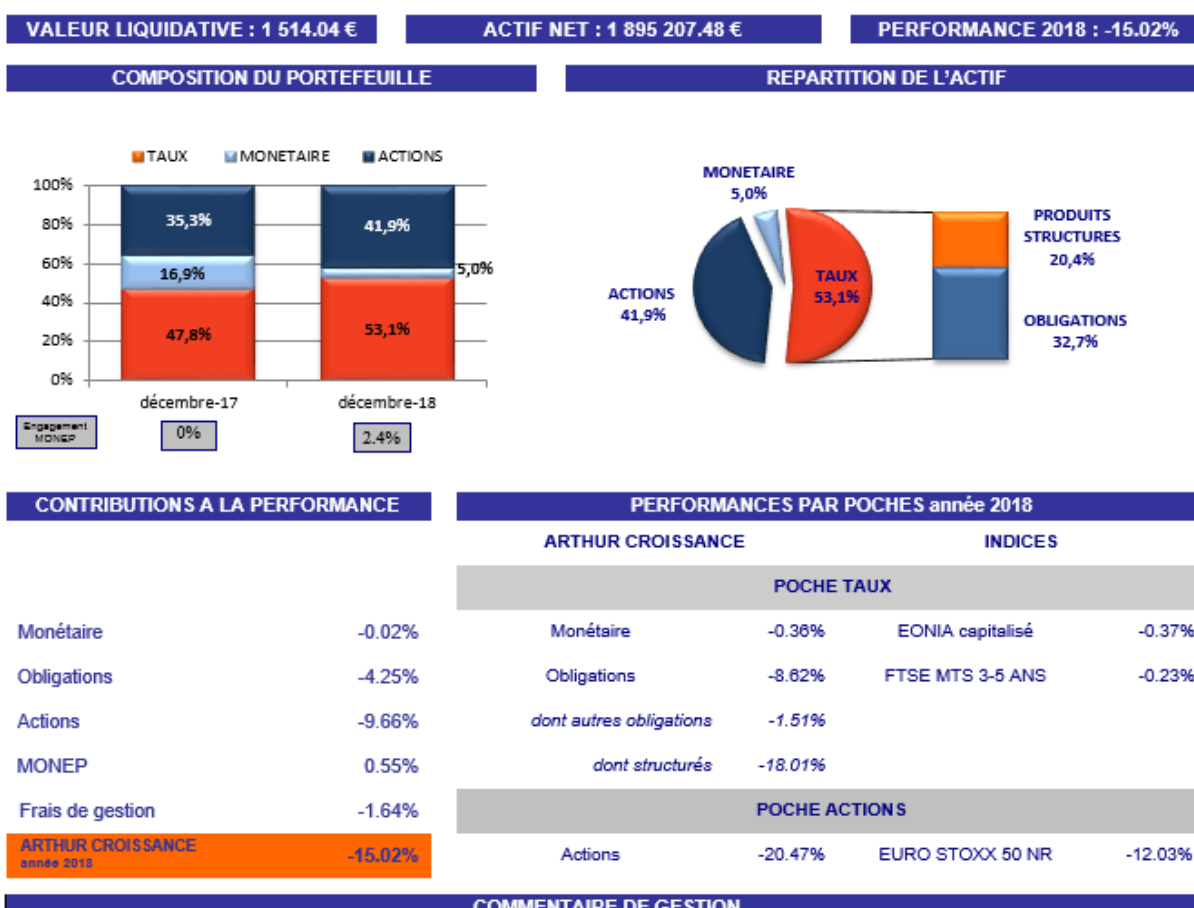 VALEUR LIQUIDATIVE : 1 514.04 €
ACTIF NET : 1 895 207.48 €
PERFORMANCE 2018 : -15.02%
COMPOSITION DU PORTEFEUILLE
TAUX MONETAIRE ACTIONS
100%
80%
60%
40%
20%
0%
35,3%
16,9%
47,8%
41,9%
5,0%
53,1%
décembre-17 décembre-18
Engagement
MONEP
0% 2.4%
REPARTITION DE L'ACTIF
MONETAIRE
5,0%
ACTIONS
41,9%
TAUX
53,1%
PRODUITS
STRUCTURES
20,4%
OBLIGATIONS
32,7%
CONTRIBUTIONS A LA PERFORMANCE
Monétaire -0.02%
Obligations -4.25%
Actions -9.66%
MONEP 0.55%
Frais de gestion -1.64%
ARTHUR CROISSANCE
année 2018
-15.02%
PERFORMANCES PAR POCHES année 2018
ARTHUR CROISSANCE INDICES
POCHE TAUX
Monétaire -0.36% EONIA capitalisé -0.37%
Obligations -8.62% FTSE MTS 3-5 ANS -0.23%
dont autres obligations -1.51%
dont structurés -18.01%
POCHE ACTIONS
Actions -20.47% EURO STOXX 50 NR -12.03%
COMMENTAIRE DE GESTION